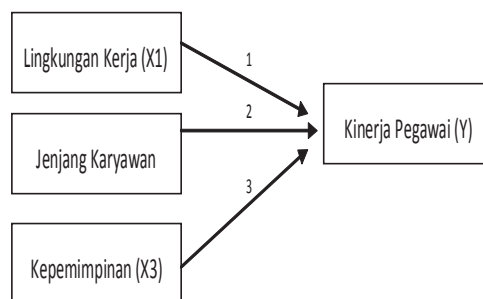 Lingkungan Kerja (X1)
1
2
Jenjang Karyawan
Kinerja Pegawai (Y)
3
Kepemimpinan (X3)